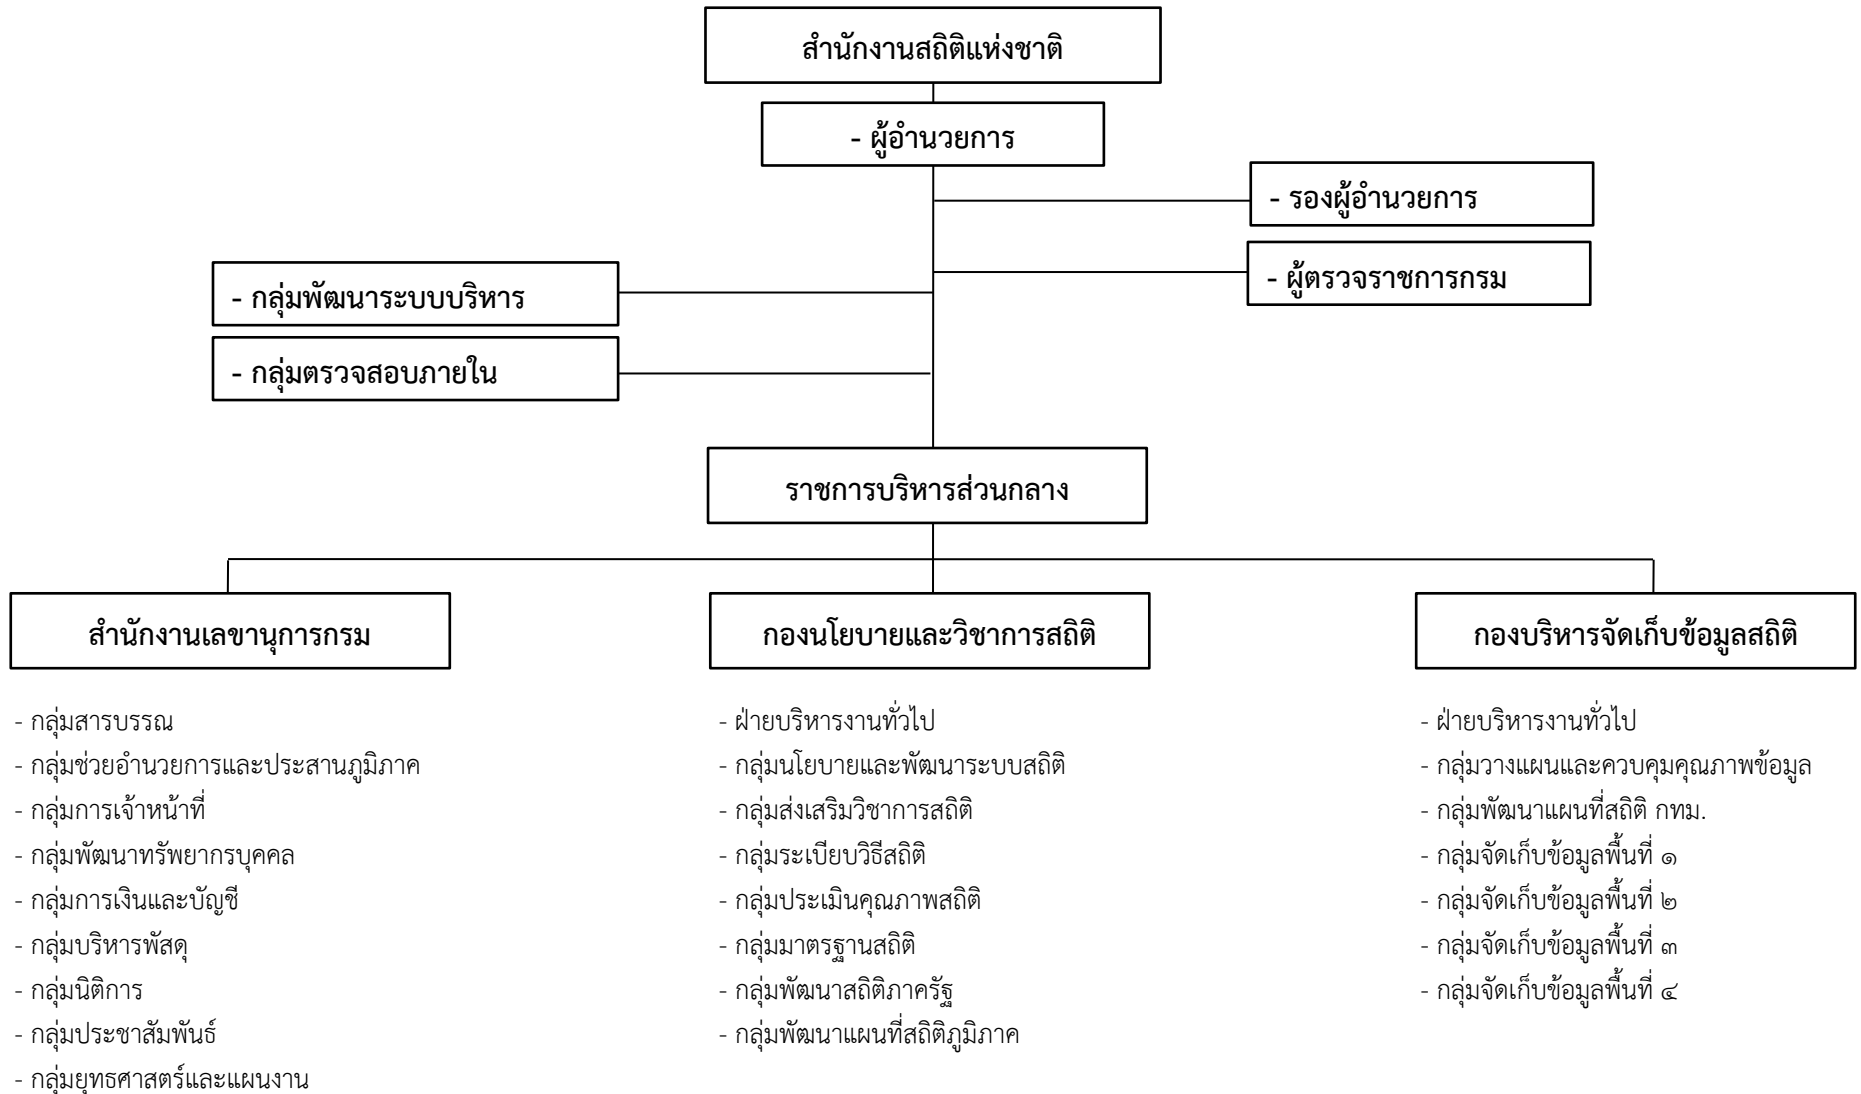 สำนักงานสถิติแห่งชาติ
- ผู้อำนวยการ
- รองผู้อำนวยการ
- ผู้ตรวจราชการกรม
- กลุ่มพัฒนาระบบบริหาร
- กลุ่มตรวจสอบภายใน
ราชการบริหารส่วนกลาง
สำนักงานเลขานุการกรม
- กลุ่มสารบรรณ
- กลุ่มช่วยอำนวยการและประสานภูมิภาค
- กลุ่มการเจ้าหน้าที่
- กลุ่มพัฒนาทรัพยากรบุคคล
- กลุ่มการเงินและบัญชี
- กลุ่มบริหารพัสดุ
- กลุ่มนิติการ
- กลุ่มประชาสัมพันธ์
- กลุ่มยุทธศาสตร์และแผนงาน
กองนโยบายและวิชาการสถิติ
- ฝ่ายบริหารงานทั่วไป
- กลุ่มนโยบายและพัฒนาระบบสถิติ
- กลุ่มส่งเสริมวิชาการสถิติ
- กลุ่มระเบียบวิธีสถิติ
- กลุ่มประเมินคุณภาพสถิติ
- กลุ่มมาตรฐานสถิติ
- กลุ่มพัฒนาสถิติภาครัฐ
- กลุ่มพัฒนาแผนที่สถิติภูมิภาค
กองบริหารจัดเก็บข้อมูลสถิติ
- ฝ่ายบริหารงานทั่วไป
- กลุ่มวางแผนและควบคุมคุณภาพข้อมูล
- กลุ่มพัฒนาแผนที่สถิติ กทม.
- กลุ่มจัดเก็บข้อมูลพื้นที่ ๑
- กลุ่มจัดเก็บข้อมูลพื้นที่ ๒
- กลุ่มจัดเก็บข้อมูลพื้นที่ ๓
- กลุ่มจัดเก็บข้อมูลพื้นที่ ๔